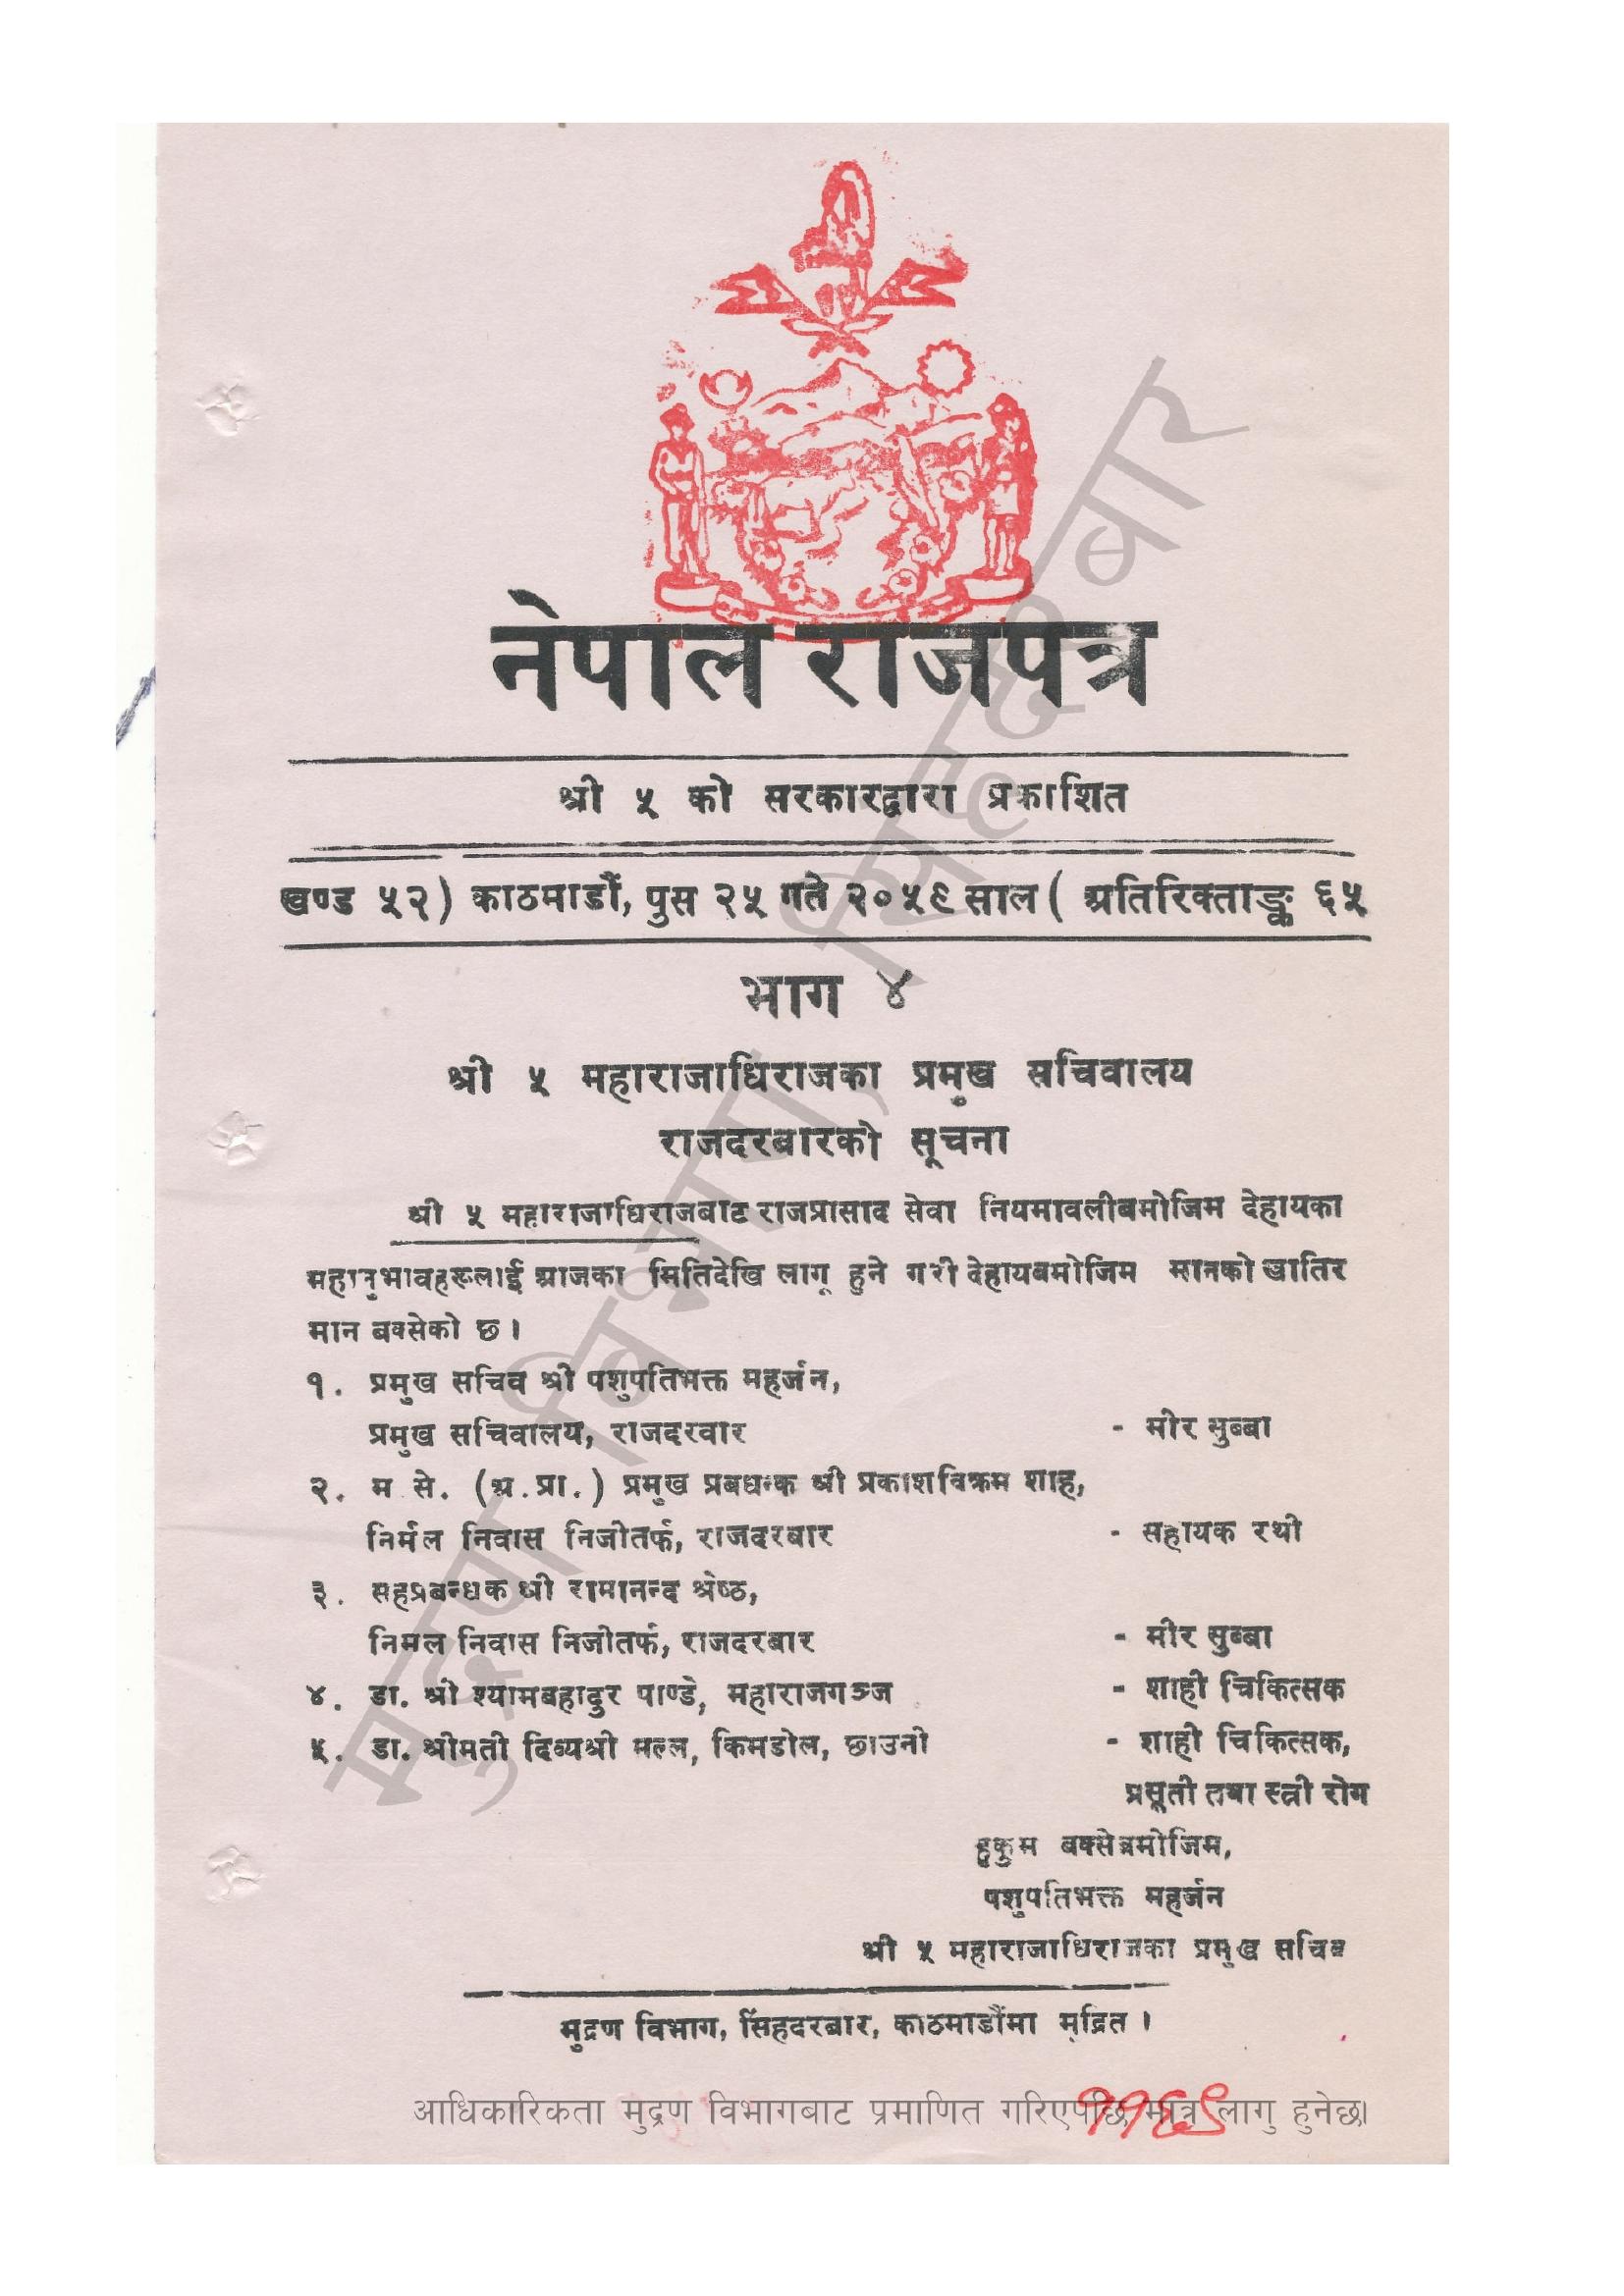 नेपाल राजपत्र
श्री ५ को सरकारद्वारा प्रकाशित
खण्ड ५२) काठमाडौं, पुस २५ गते २०५९ साल ( अतिरिक्ताङ्क ६५
भाग ४
श्री ५ महाराजाधिराजका प्रमुख सचिवालय
राजदरबारको सूचना
श्री ५ महाराजाधिराजबाट राजप्रासाद सेवा नियमावलीबमोजिम देहायका
महानुभावहरूलाई आजका मितिदेखि लागू हुने गरी देहायबमोजिम मानको खातिर
मान बक्सेको छ ।
१. प्रमुख सचिव श्री पशुपतिभक्त महर्जन,
प्रमुख सचिवालय, राजदरवार - मीर सुब्बा
२. म से. (अ.प्रा.) प्रमुख प्रबधन्क श्री प्रकाशविक्रम शाह,
निर्मल निवास निजीतर्फ, राजदरबार - सहायक रथी
३. सहप्रबन्धक श्री रामानन्द श्रेष्ठ,
निमल निवास निजीतर्फ, राजदरबार - मीर सुब्बा
४. डा. श्री श्यामबहादुर पाण्डे, महाराजगञ्ज - शाही चिकित्सक
५. डा. श्रीमती दिव्यश्री मल्ल, किमडोल, छाउनी - शाही चिकित्सक,
प्रसूती तथा स्त्री रोग
हुकुम बक्सेबमोजिम,
पशुपतिभक्त महर्जन
श्री ५ महाराजाधिराजका प्रमुख सचिव
मुद्रण विभाग, सिंहदरबार, काठमाडौंमा मुद्रित ।
आधिकारिकता मुद्रण विभागबाट प्रमाणित गरिएपछि मात्र लागु हुनेछ।
११६९
मुद्रण विभाग, सिंहदरबार